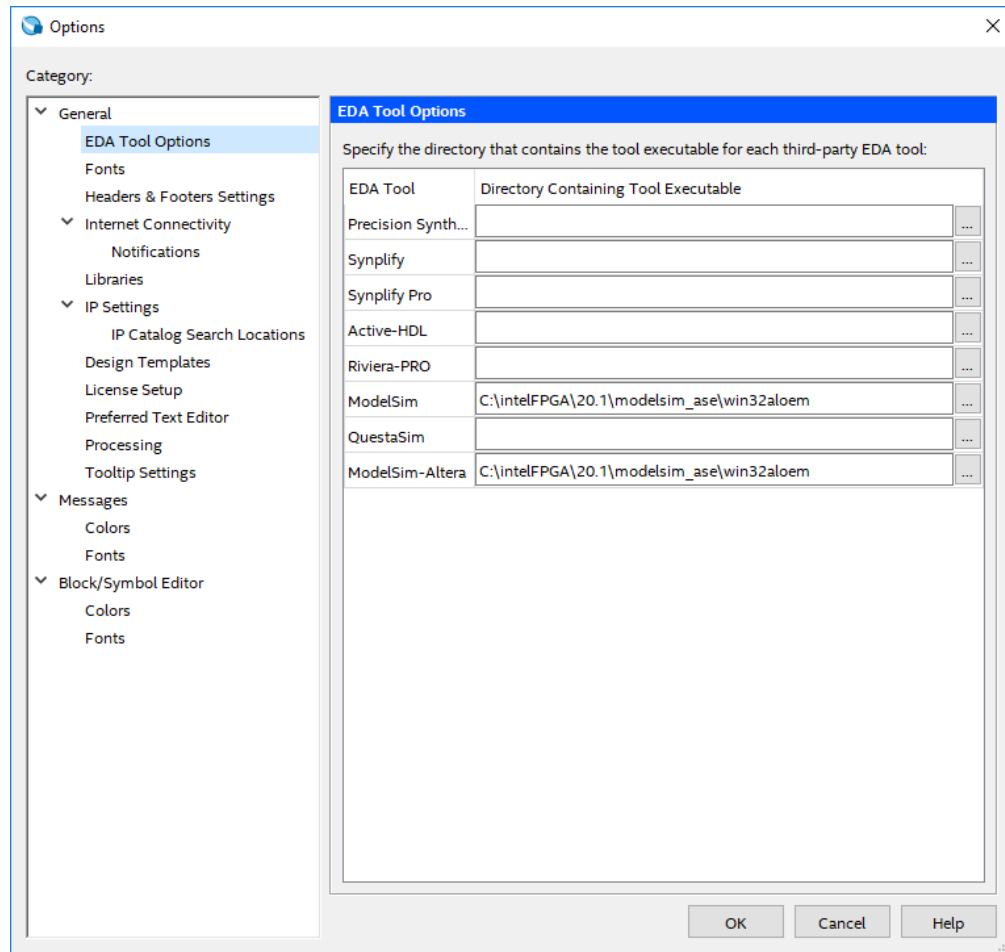 Options
Category:
General
EDA Tool Options
Fonts
Headers & Footers Settings
Internet Connectivity
Notifications
Libraries
IP Settings
IP Catalog Search Locations
Design Templates
License Setup
Preferred Text Editor
Processing
Tooltip Settings
Messages
Colors
Fonts
Block/Symbol Editor
Colors
Fonts
EDA Tool Options
Specify the directory that contains the tool executable for each third-party EDA tool:
EDA Tool Directory Containing Tool Executable
Precision Synth... ...
Synplify ...
Synplify Pro ...
Active-HDL ...
Riviera-PRO ...
ModelSim C:\intelFPGA\20.1\modelsim_ase\win32aloem ...
QuestaSim ...
ModelSim-Altera C:\intelFPGA\20.1\modelsim_ase\win32aloem ...
OK Cancel Help